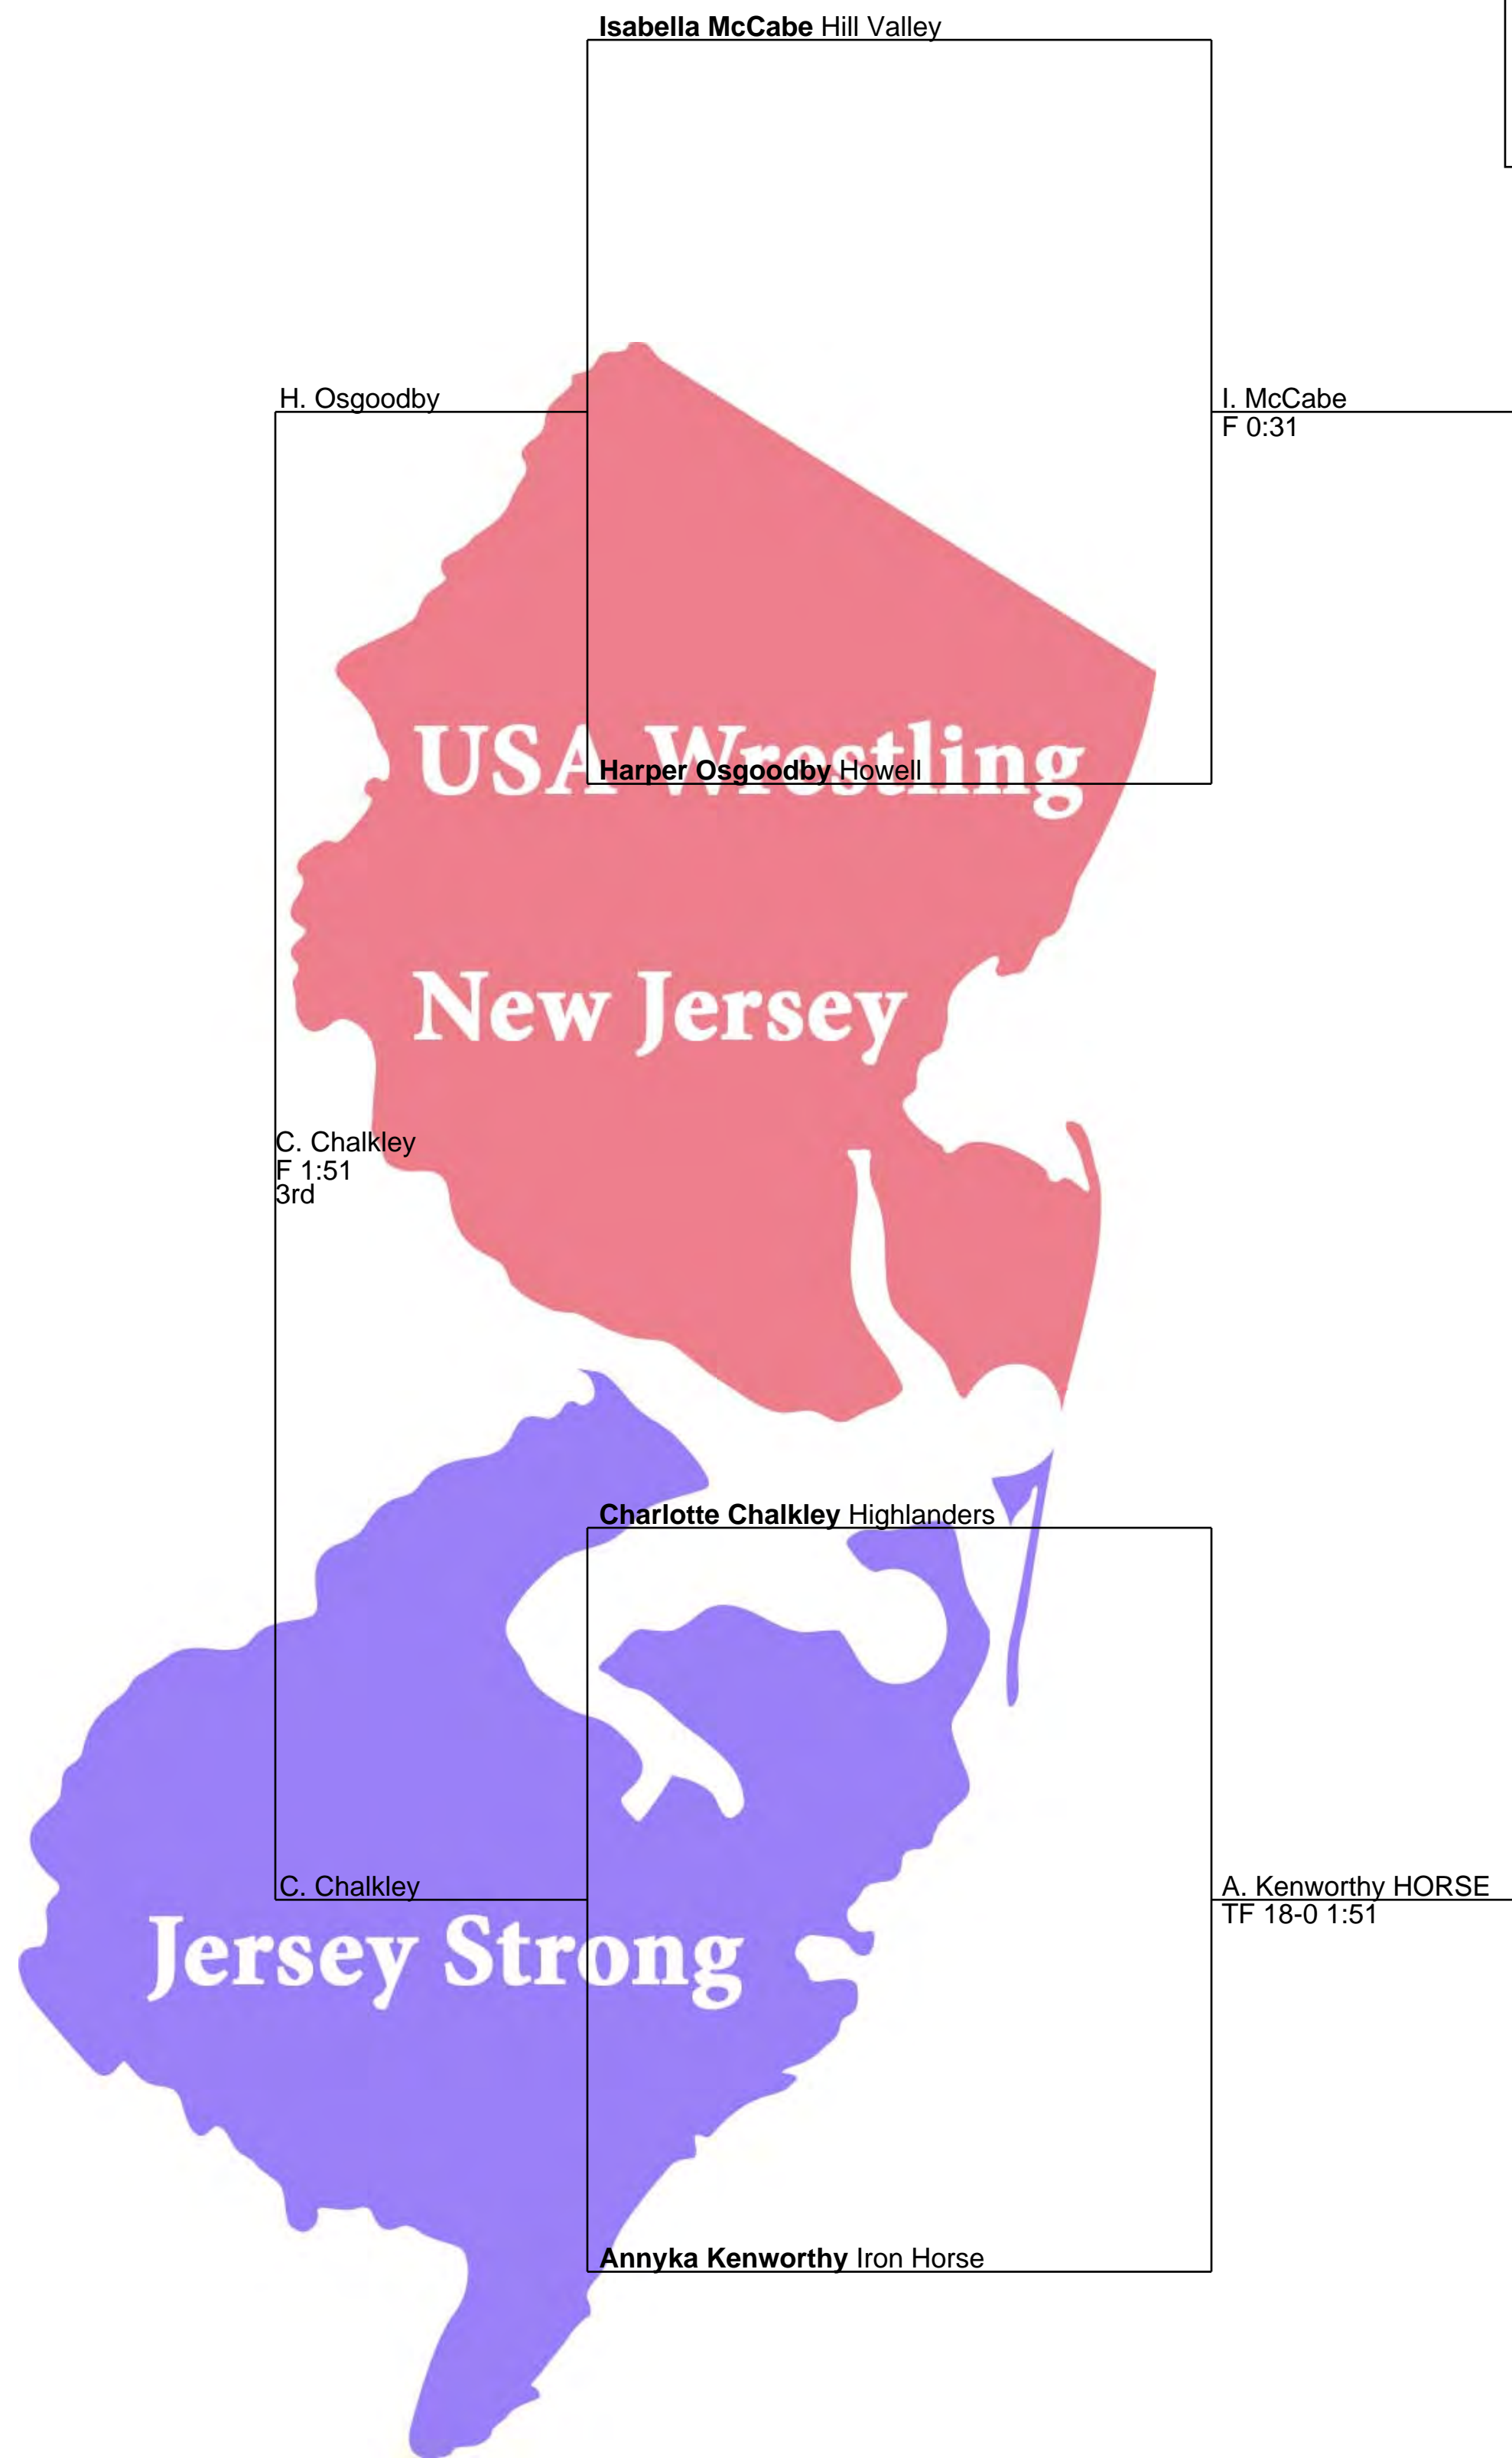 Isabella McCabe Hill Valley
H. Osgoodby
I. McCabe
F 0:31
USA Wrestling
Harper Osgoodby Howell
New Jersey
C. Chalkley
F 1:51
3rd
Charlotte Chalkley Highlanders
C. Chalkley
A. Kenworthy HORSE
TF 18-0 1:51
Jersey Strong
Annyka Kenworthy Iron Horse